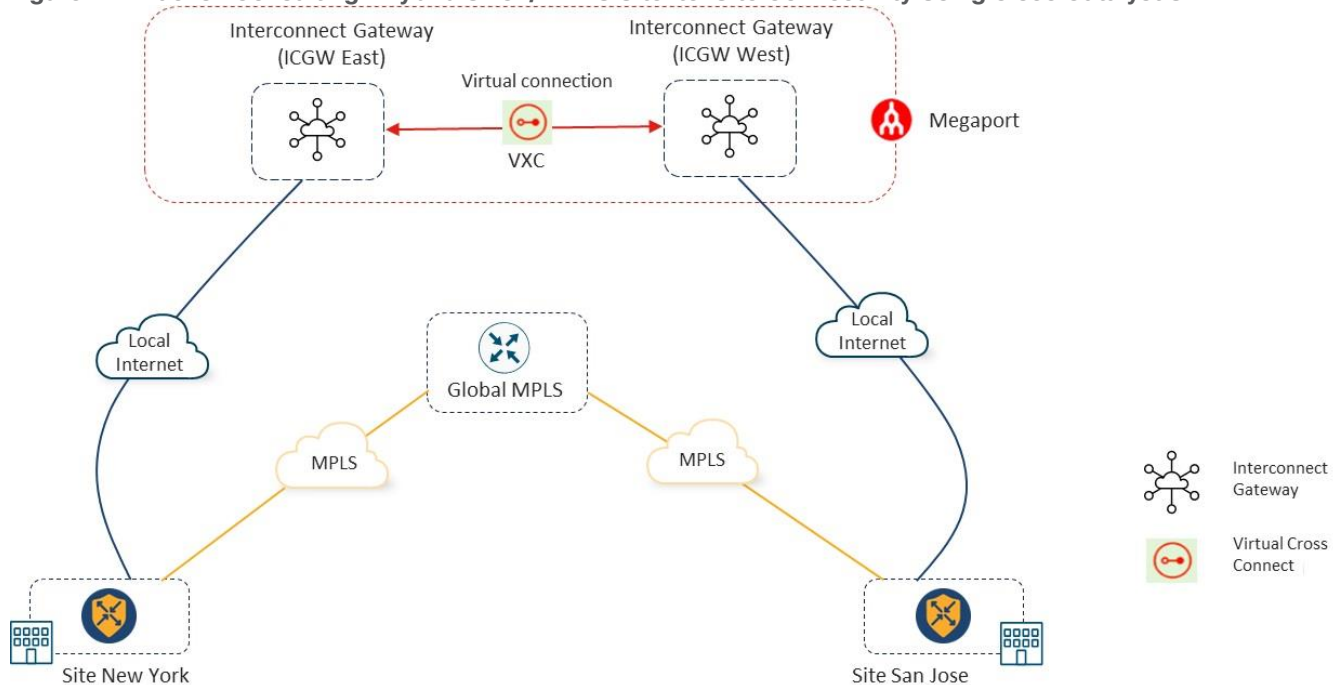 Interconnect Gateway
(ICGW East)
Interconnect Gateway
(ICGW West)
Virtual connection
VXC
Megaport
Local
Internet
Local
Internet
Global MPLS
MPLS
MPLS
Interconnect
Gateway
Virtual Cross
Connect
Site New York
Site San Jose